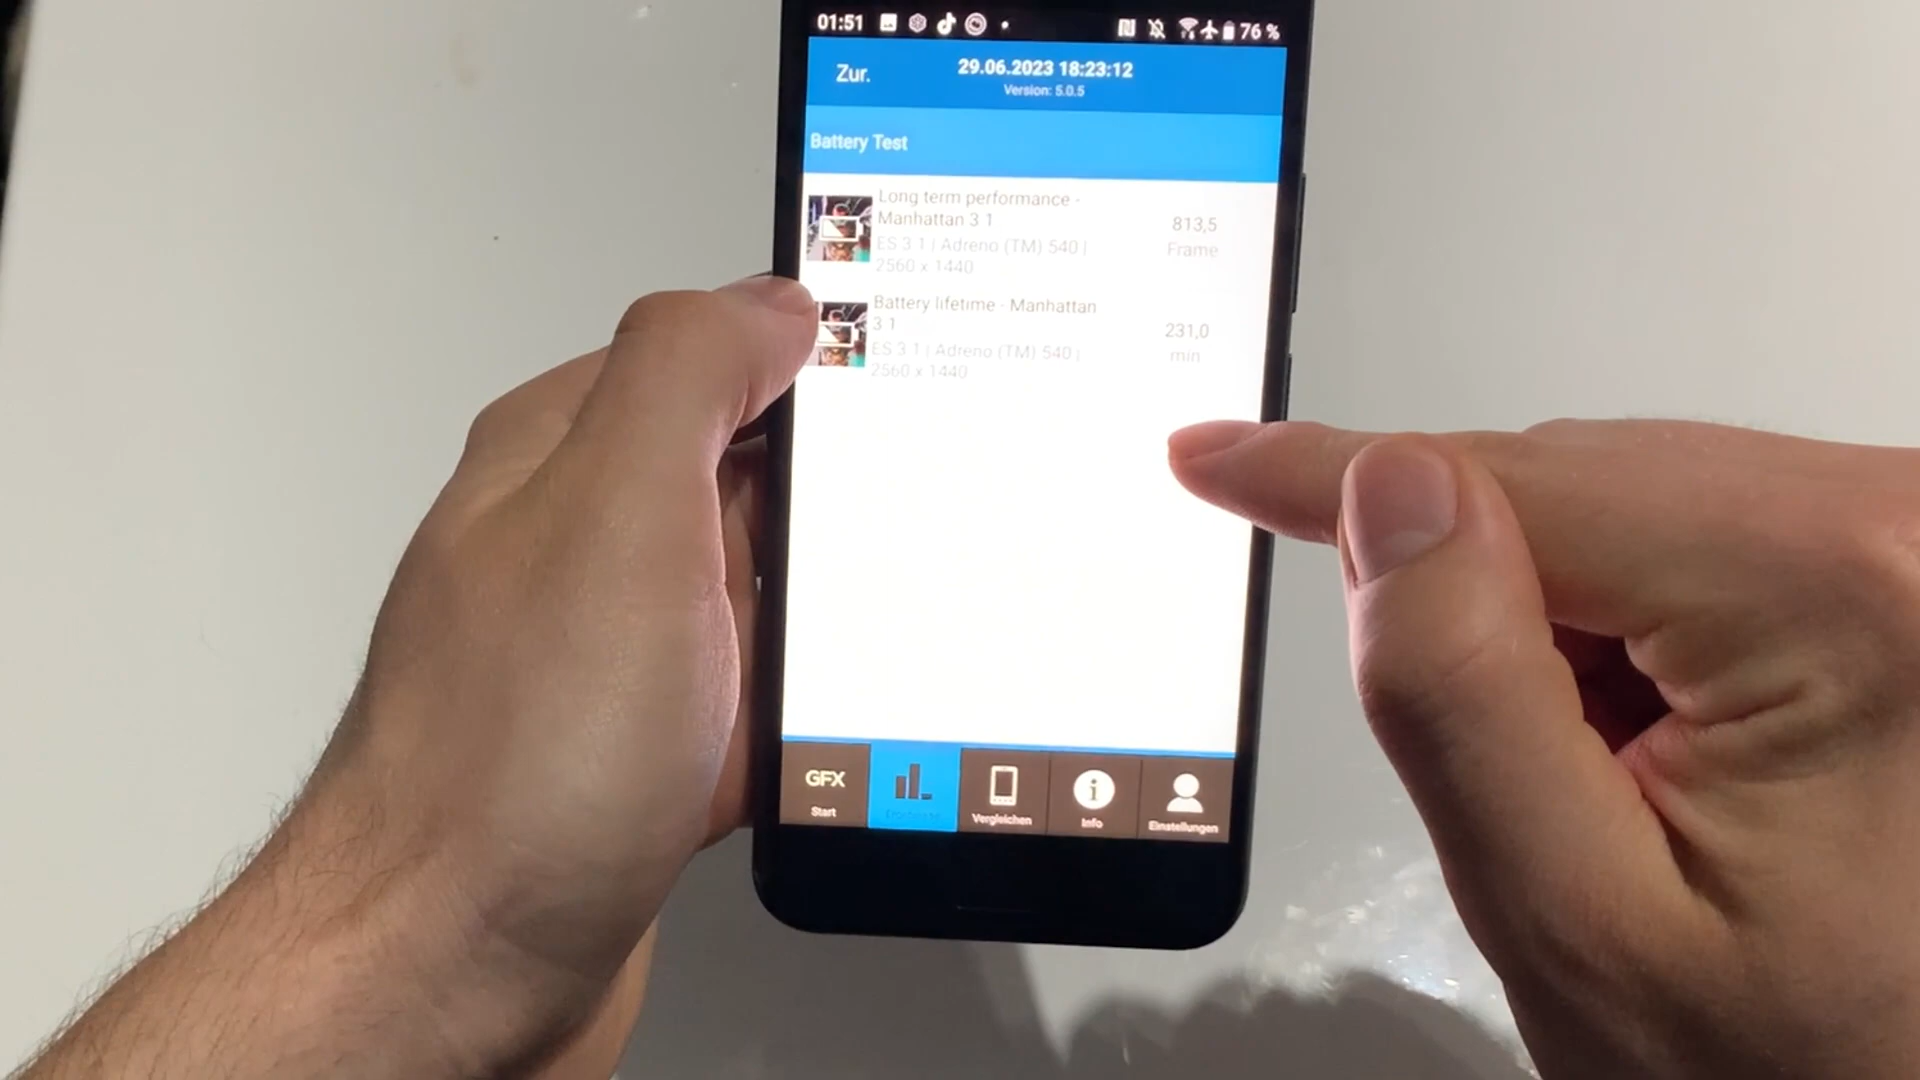 01:51
76 %
Zur.
29.06.2023 18:23:12
Version: 5.0.5
Battery Test
Long term performance -
Manhattan 3 1
ES 3 1 | Adreno (TM) 540 |
2560 x 1440
813,5
Frame
Battery lifetime - Manhattan
3 1
ES 3 1 | Adreno (TM) 540 |
2560 x 1440
231,0
min
GFX
Start
Vergleichen
Info
Einstellungen